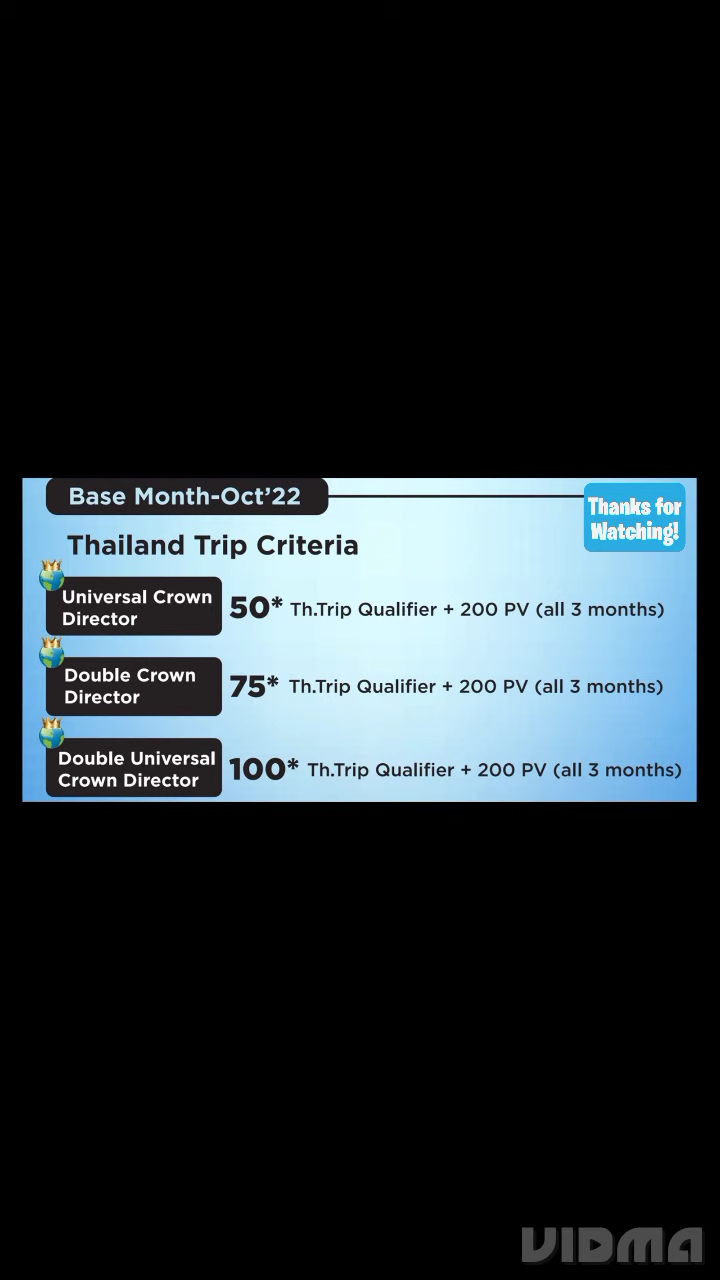 Base Month-Oct’22
Thanks for
Watching!
Thailand Trip Criteria
Universal Crown
Director
50* Th.Trip Qualifier + 200 PV (all 3 months)
Double Crown
Director
75* Th.Trip Qualifier + 200 PV (all 3 months)
Double Universal
Crown Director
100* Th.Trip Qualifier + 200 PV (all 3 months)
VIDMA